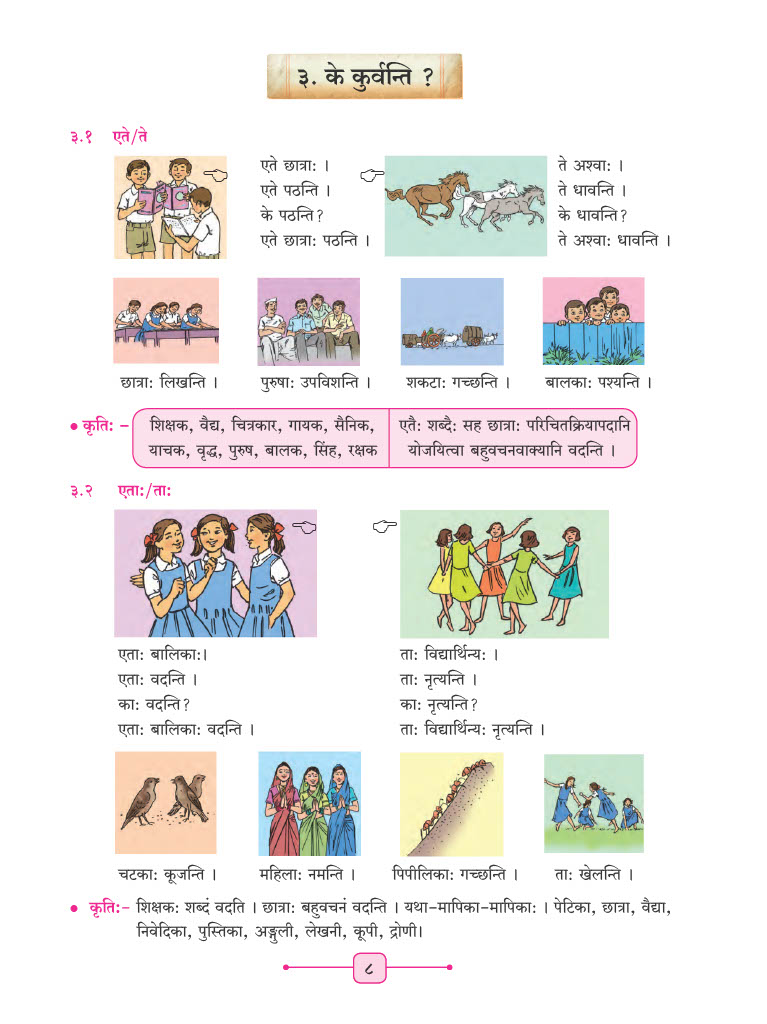 ३. के कुर्वन्ति ?
३.१ एते/ते
एते छात्रा: ।
एते पठन्ति ।
के पठन्ति?
एते छात्रा: पठन्ति ।
ते अश्वा: ।
ते धावन्ति ।
के धावन्ति?
ते अश्वा: धावन्ति ।
छात्रा: लिखन्ति ।
पुरुषा: उपविशन्ति ।
शकटा: गच्छन्ति ।
बालका: पश्यन्ति ।
• कृति: –
शिक्षक, वैद्य, चित्रकार, गायक, सैनिक,
याचक, वृद्ध, पुरुष, बालक, सिंह, रक्षक
एतै: शब्दै: सह छात्रा: परिचितक्रियापदानि
योजयित्वा बहुवचनवाक्यानि वदन्ति ।
३.२ एता:/ता:
एता: बालिका:।
एता: वदन्ति ।
का: वदन्ति?
एता: बालिका: वदन्ति ।
ता: विद्यार्थिन्य: ।
ता: नृत्यन्ति ।
का: नृत्यन्ति?
ता: विद्यार्थिन्य: नृत्यन्ति ।
चटका: कूजन्ति ।
महिला: नमन्ति ।
पिपीलिका: गच्छन्ति ।
ता: खेलन्ति ।
• कृति:– शिक्षक: शब्दं वदति । छात्रा: बहुवचनं वदन्ति । यथा–मापिका–मापिका: । पेटिका, छात्रा, वैद्या,
निवेदिका, पुस्तिका, अङ्गुली, लेखनी, कूपी, द्रोणी।
८